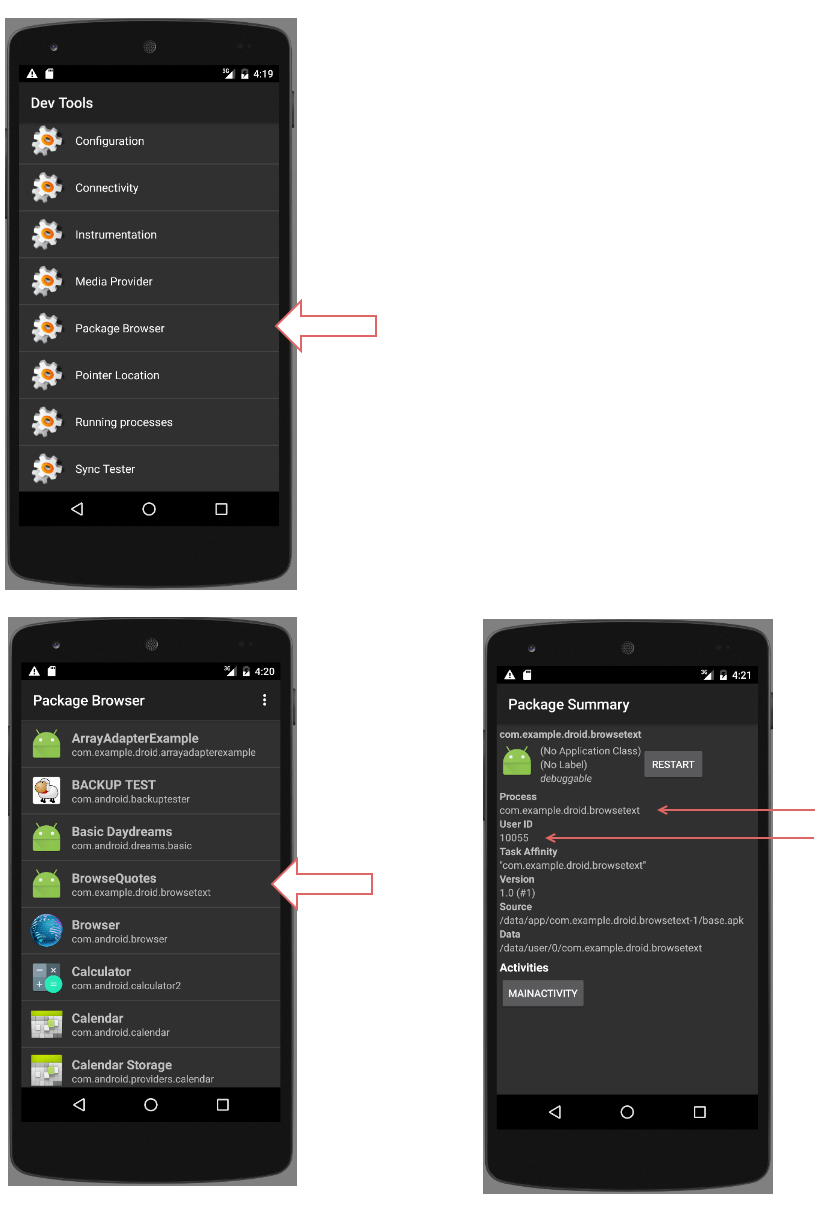 3G 4:19
Dev Tools
Configuration
Connectivity
Instrumentation
Media Provider
Package Browser
Pointer Location
Running processes
Sync Tester
3G 4:20
Package Browser
ArrayAdapterExample
com.example.droid.arrayadapterexample
BACKUP TEST
com.android.backuptester
Basic Daydreams
com.android.dreams.basic
BrowseQuotes
com.example.droid.browsetext
Browser
com.android.browser
Calculator
com.android.calculator2
Calendar
com.android.calendar
Calendar Storage
com.android.providers.calendar
3G 4:21
Package Summary
com.example.droid.browsetext
(No Application Class)
(No Label)
debuggable
RESTART
Process
com.example.droid.browsetext
User ID
10055
Task Affinity
"com.example.droid.browsetext"
Version
1.0 (#1)
Source
/data/app/com.example.droid.browsetext-1/base.apk
Data
/data/user/0/com.example.droid.browsetext
Activities
MAINACTIVITY